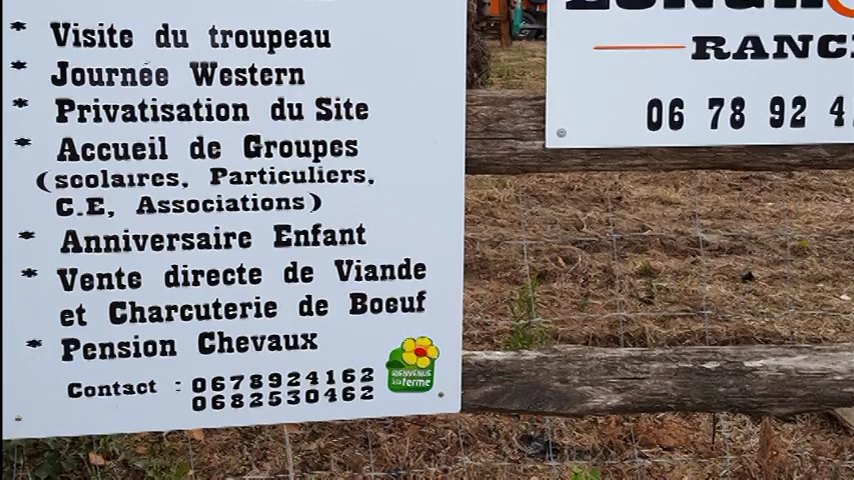 * Visite du troupeau
* Journée Western
* Privatisation du Site
* Accueil de Groupes
(scolaires, Particuliers,
C.E, Associations)
* Anniversaire Enfant
* Vente directe de Viande
et Charcuterie de Boeuf
* Pension Chevaux
Contact : 0678924162
0682530462
BIENVENUE
à la ferme
RANC
06 78 92 4